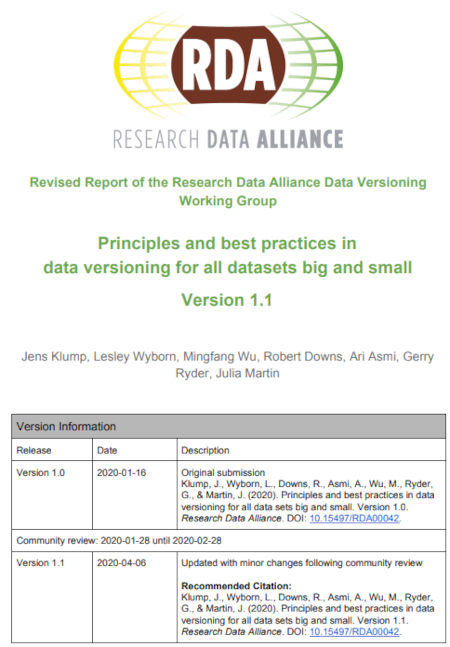 RDA
RESEARCH DATA ALLIANCE
Revised Report of the Research Data Alliance Data Versioning
Working Group
Principles and best practices in
data versioning for all datasets big and small
Version 1.1
Jens Klump, Lesley Wyborn, Mingfang Wu, Robert Downs, Ari Asmi, Gerry
Ryder, Julia Martin
Version Information
Release Date Description
Version 1.0 2020-01-16 Original submission
Klump, J., Wyborn, L., Downs, R., Asmi, A., Wu, M., Ryder,
G., & Martin, J. (2020). Principles and best practices in data
versioning for all data sets big and small. Version 1.0.
Research Data Alliance. DOI: 10.15497/RDA00042.
Community review: 2020-01-28 until 2020-02-28
Version 1.1 2020-04-06 Updated with minor changes following community review
Recommended Citation:
Klump, J., Wyborn, L., Downs, R., Asmi, A., Wu, M., Ryder,
G., & Martin, J. (2020). Principles and best practices in data
versioning for all data sets big and small. Version 1.1.
Research Data Alliance. DOI: 10.15497/RDA00042.